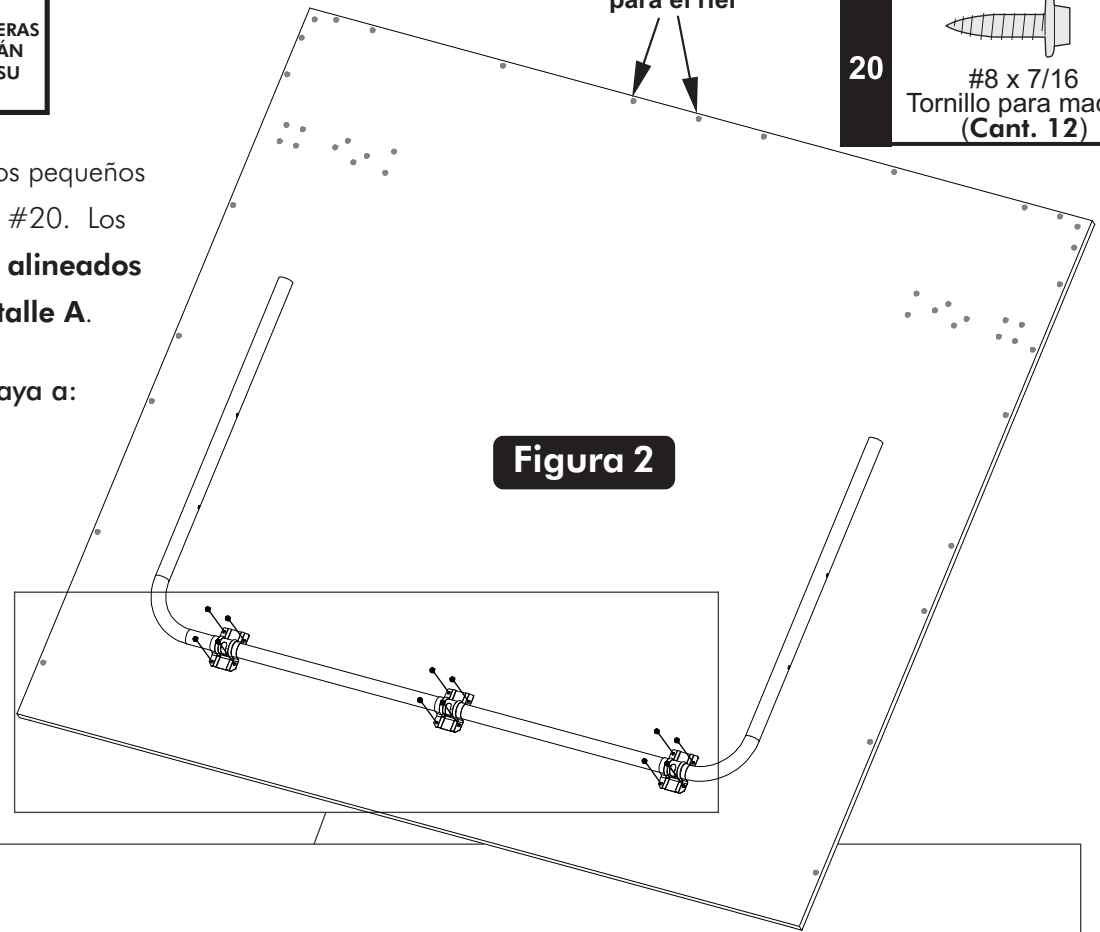 ERAS
ÁN
SU
para el riel
20
#8 x 7/16
Tornillo para mad
(Cant. 12)
os pequeños
#20. Los
alineados
talle A.
aya a:
Figura 2